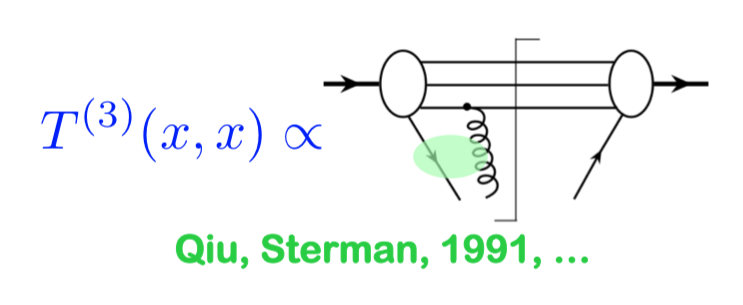 T^{(3)}(x, x) ∝
Qiu, Sterman, 1991, ...